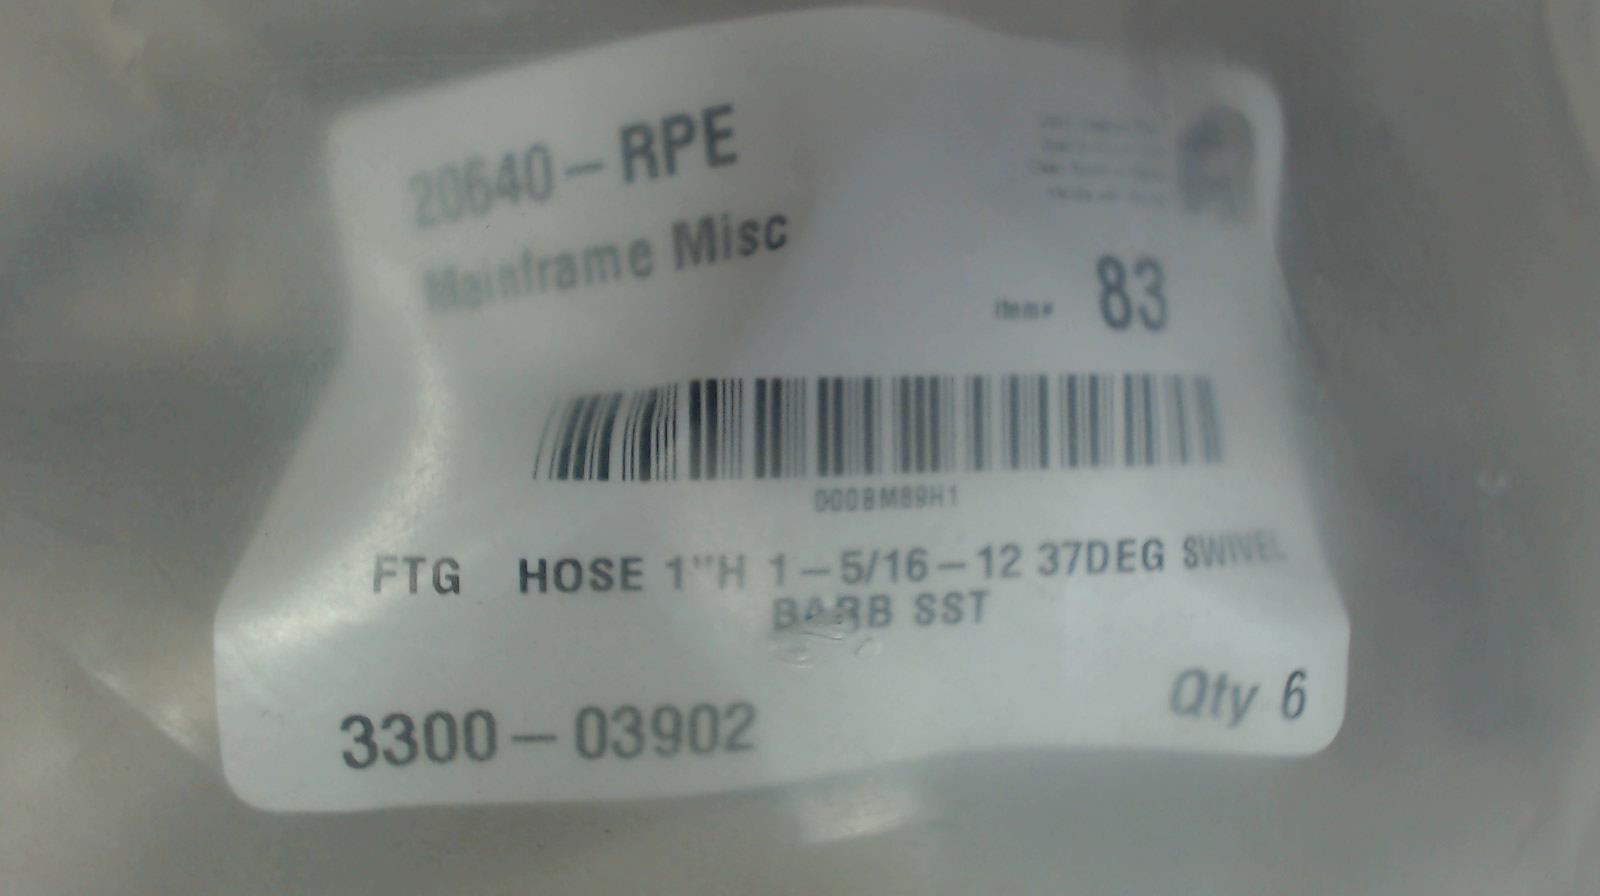 20640-RPE
Mainframe Misc
Item# 83
000BM89H1
FTG HOSE 1"H 1-5/16-12 37DEG SWIVEL
BARB SST
3300-03902
Qty 6